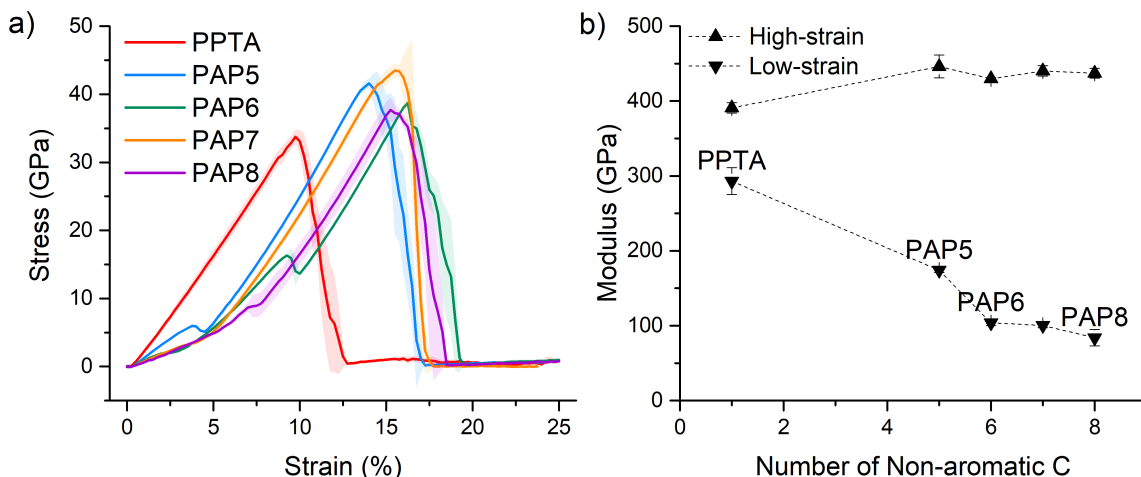 a)
PPTA
PAP5
PAP6
PAP7
PAP8
50
40
30
20
10
0
Stress (GPa)
0 5 10 15 20 25
Strain (%)
b)
High-strain
Low-strain
500
400
300
200
100
0
Modulus (GPa)
PPTA
PAP5
PAP6
PAP8
0 2 4 6 8
Number of Non-aromatic C